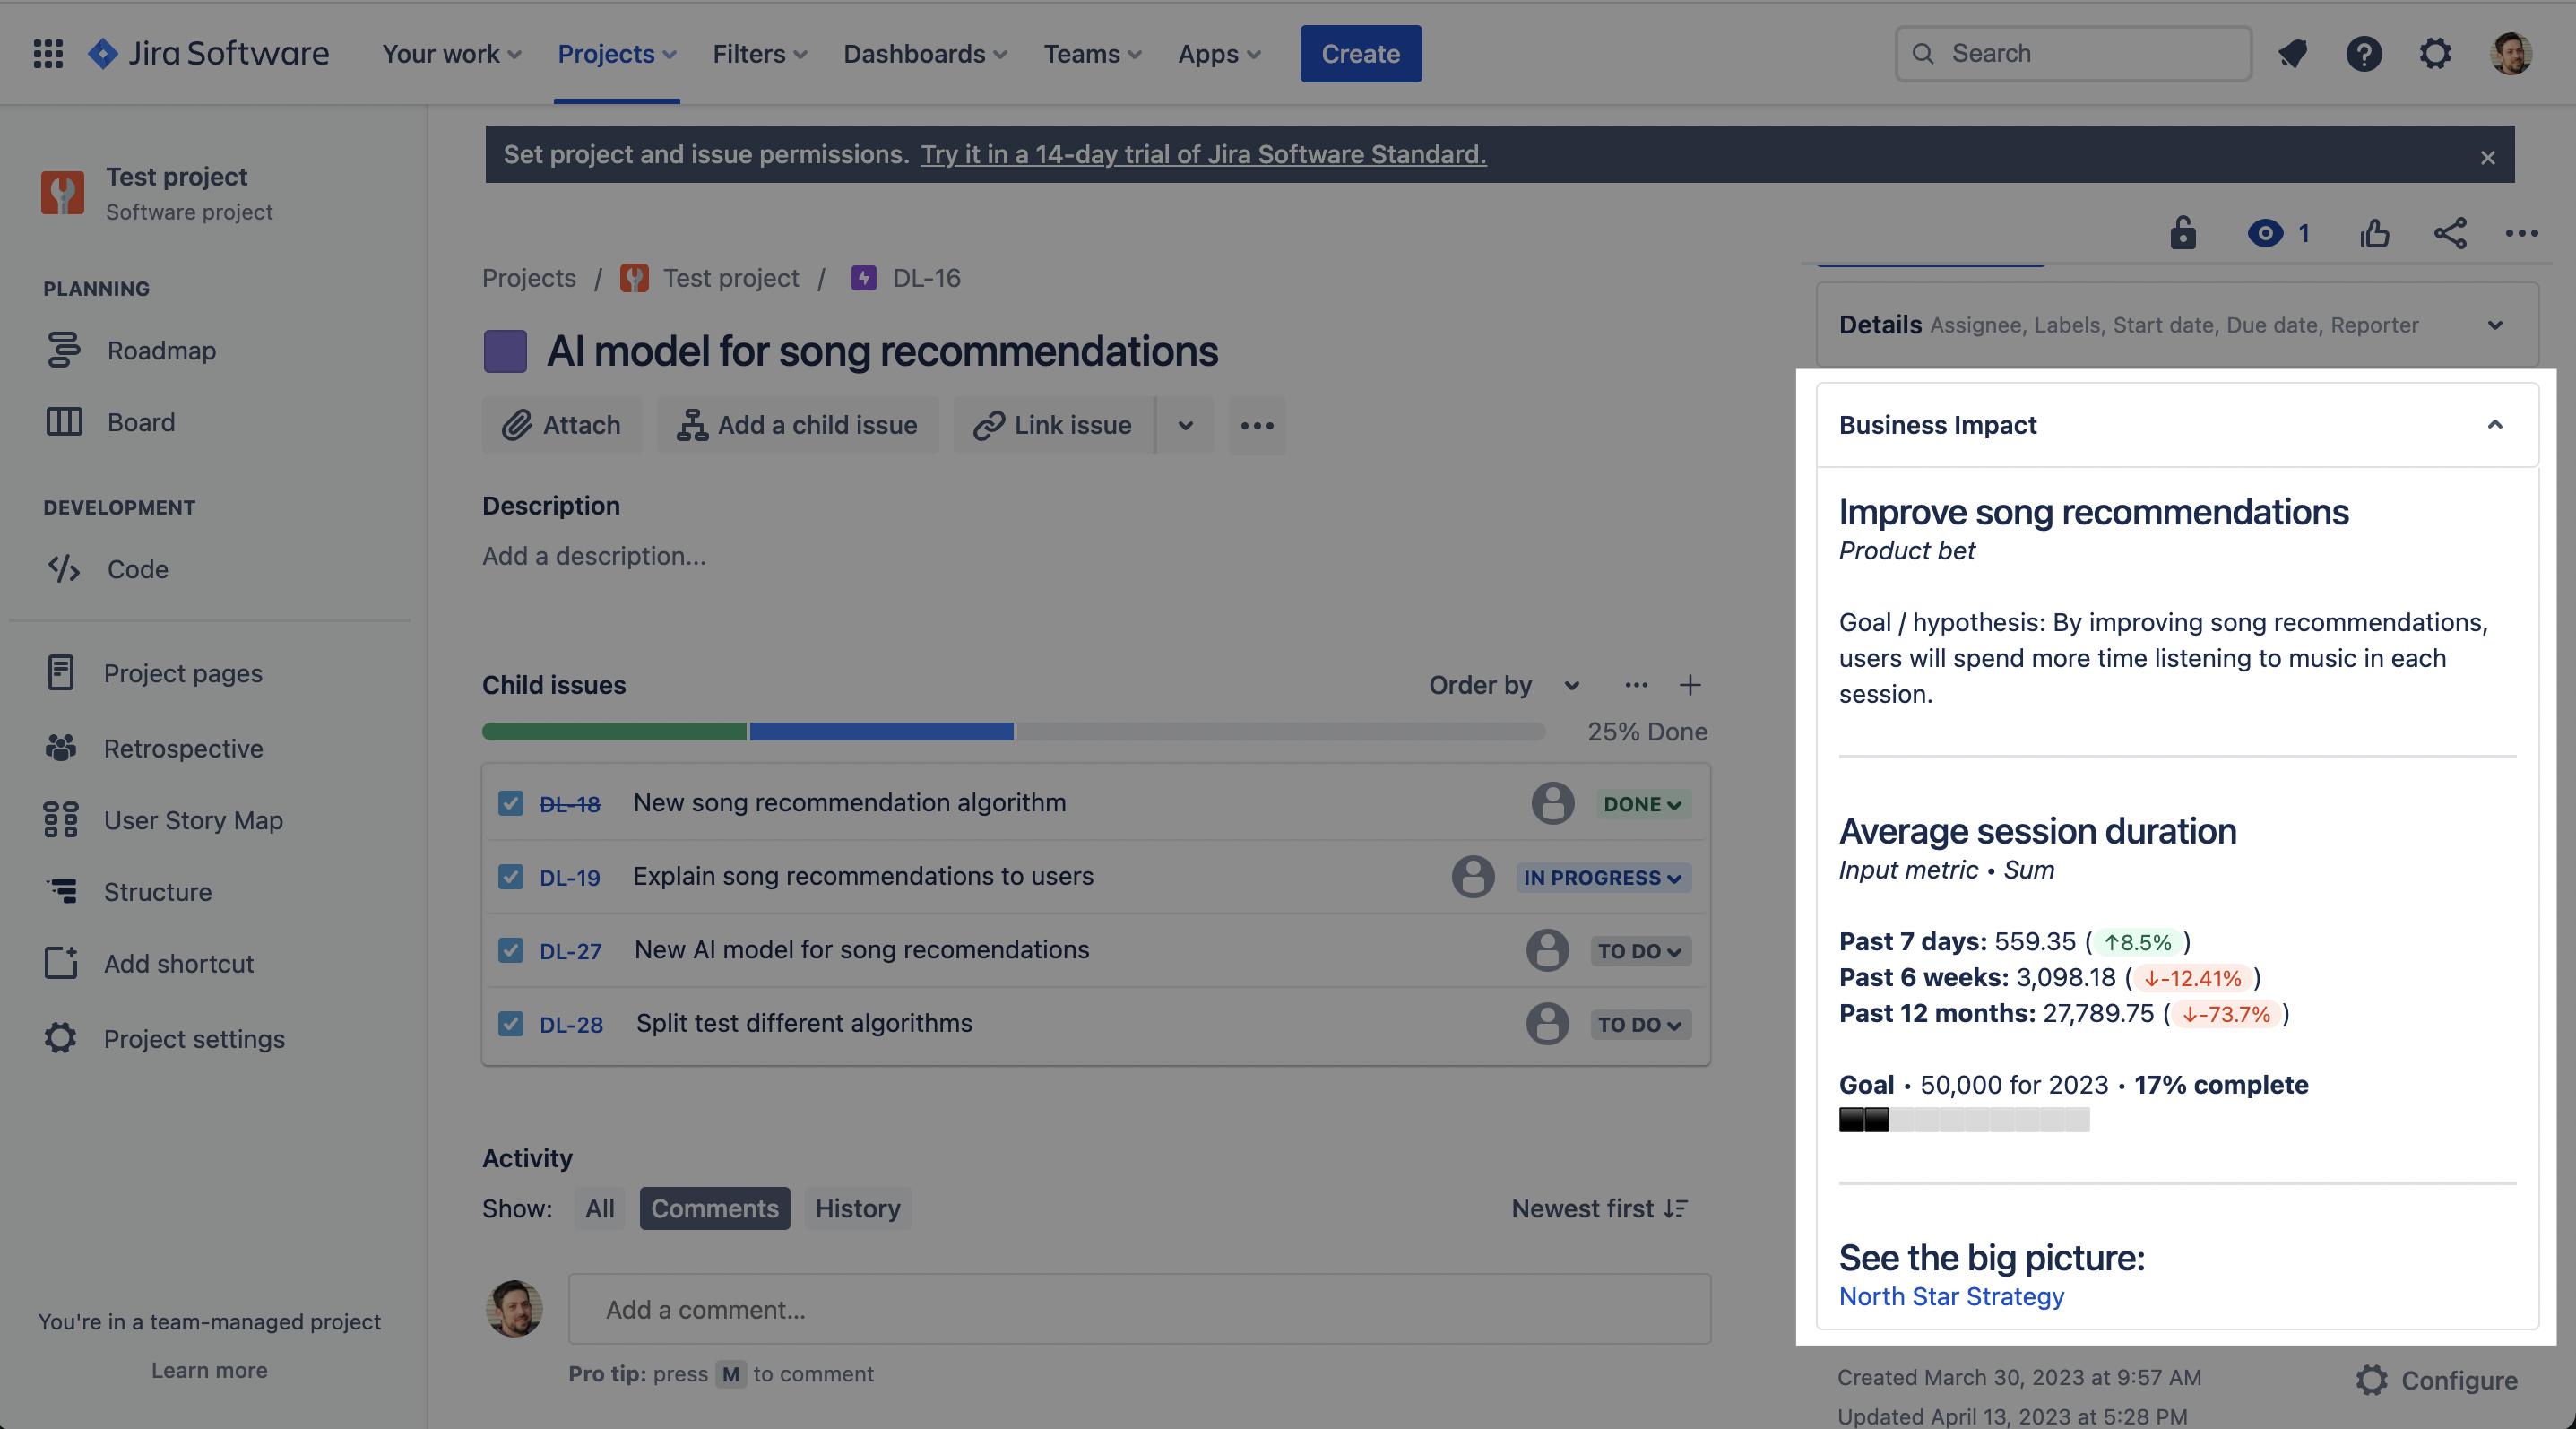 Jira Software
Your work
Projects
Filters
Dashboards
Teams
Apps
Create
Search
Set project and issue permissions. Try it in a 14-day trial of Jira Software Standard.
Test project
Software project
PLANNING
Roadmap
Board
DEVELOPMENT
Code
Project pages
Retrospective
User Story Map
Structure
Add shortcut
Project settings
You're in a team-managed project
Learn more
Projects / Test project / DL-16
AI model for song recommendations
Attach
Add a child issue
Link issue
Description
Add a description...
Child issues
Order by
25% Done
DL-18 New song recommendation algorithm DONE
DL-19 Explain song recommendations to users IN PROGRESS
DL-27 New AI model for song recomendations TO DO
DL-28 Split test different algorithms TO DO
Activity
Show: All Comments History
Newest first
Add a comment...
Pro tip: press M to comment
1
Details Assignee, Labels, Start date, Due date, Reporter
Business Impact
Improve song recommendations
Product bet
Goal / hypothesis: By improving song recommendations,
users will spend more time listening to music in each
session.
Average session duration
Input metric • Sum
Past 7 days: 559.35 (↑8.5%)
Past 6 weeks: 3,098.18 (↓-12.41%)
Past 12 months: 27,789.75 (↓-73.7%)
Goal • 50,000 for 2023 • 17% complete
See the big picture:
North Star Strategy
Created March 30, 2023 at 9:57 AM
Updated April 13, 2023 at 5:28 PM
Configure